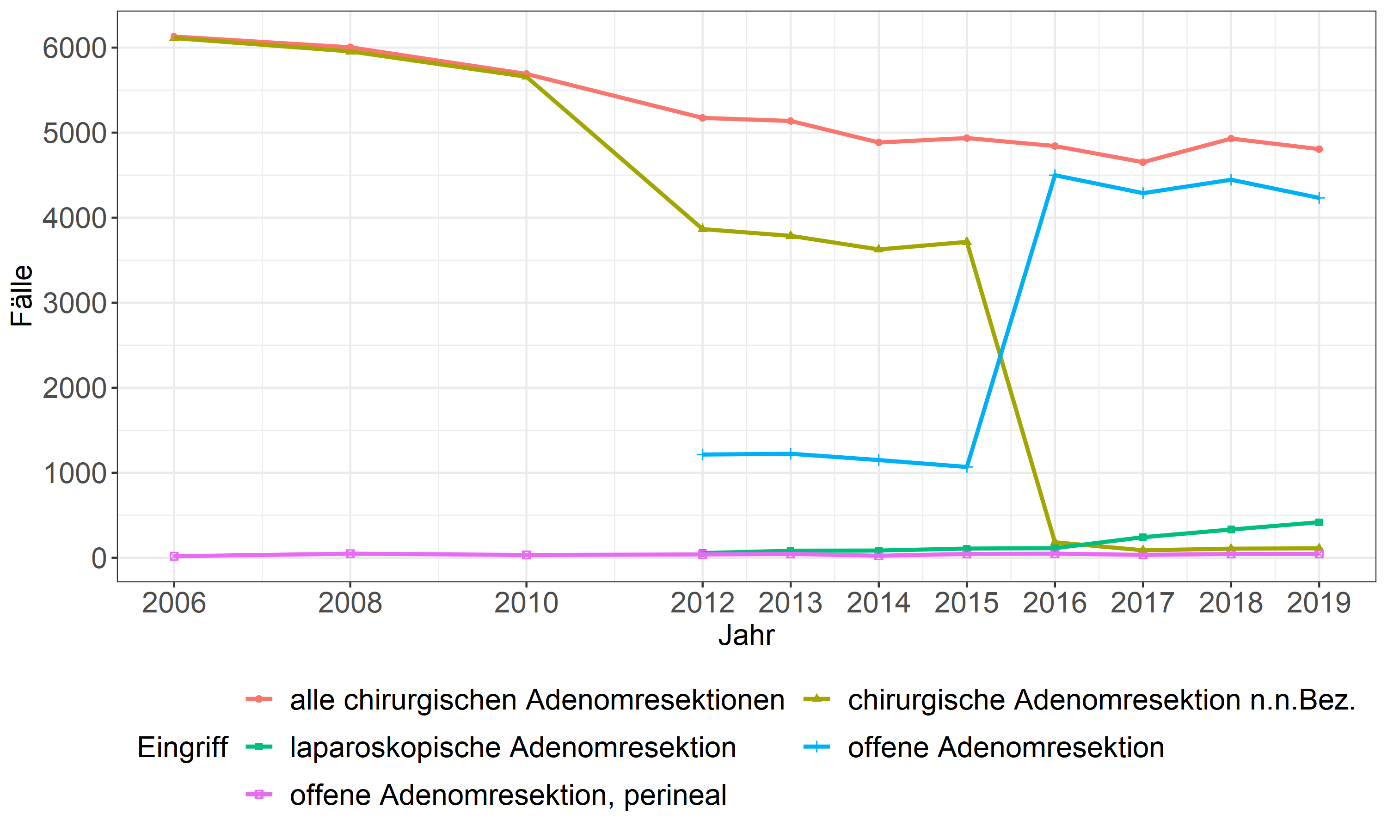 6000
5000
4000
3000
2000
1000
0
Fälle
2006 2008 2010 2012 2013 2014 2015 2016 2017 2018 2019
Jahr
Eingriff
alle chirurgischen Adenomresektionen
chirurgische Adenomresektion n.n.Bez.
laparoskopische Adenomresektion
offene Adenomresektion
offene Adenomresektion, perineal